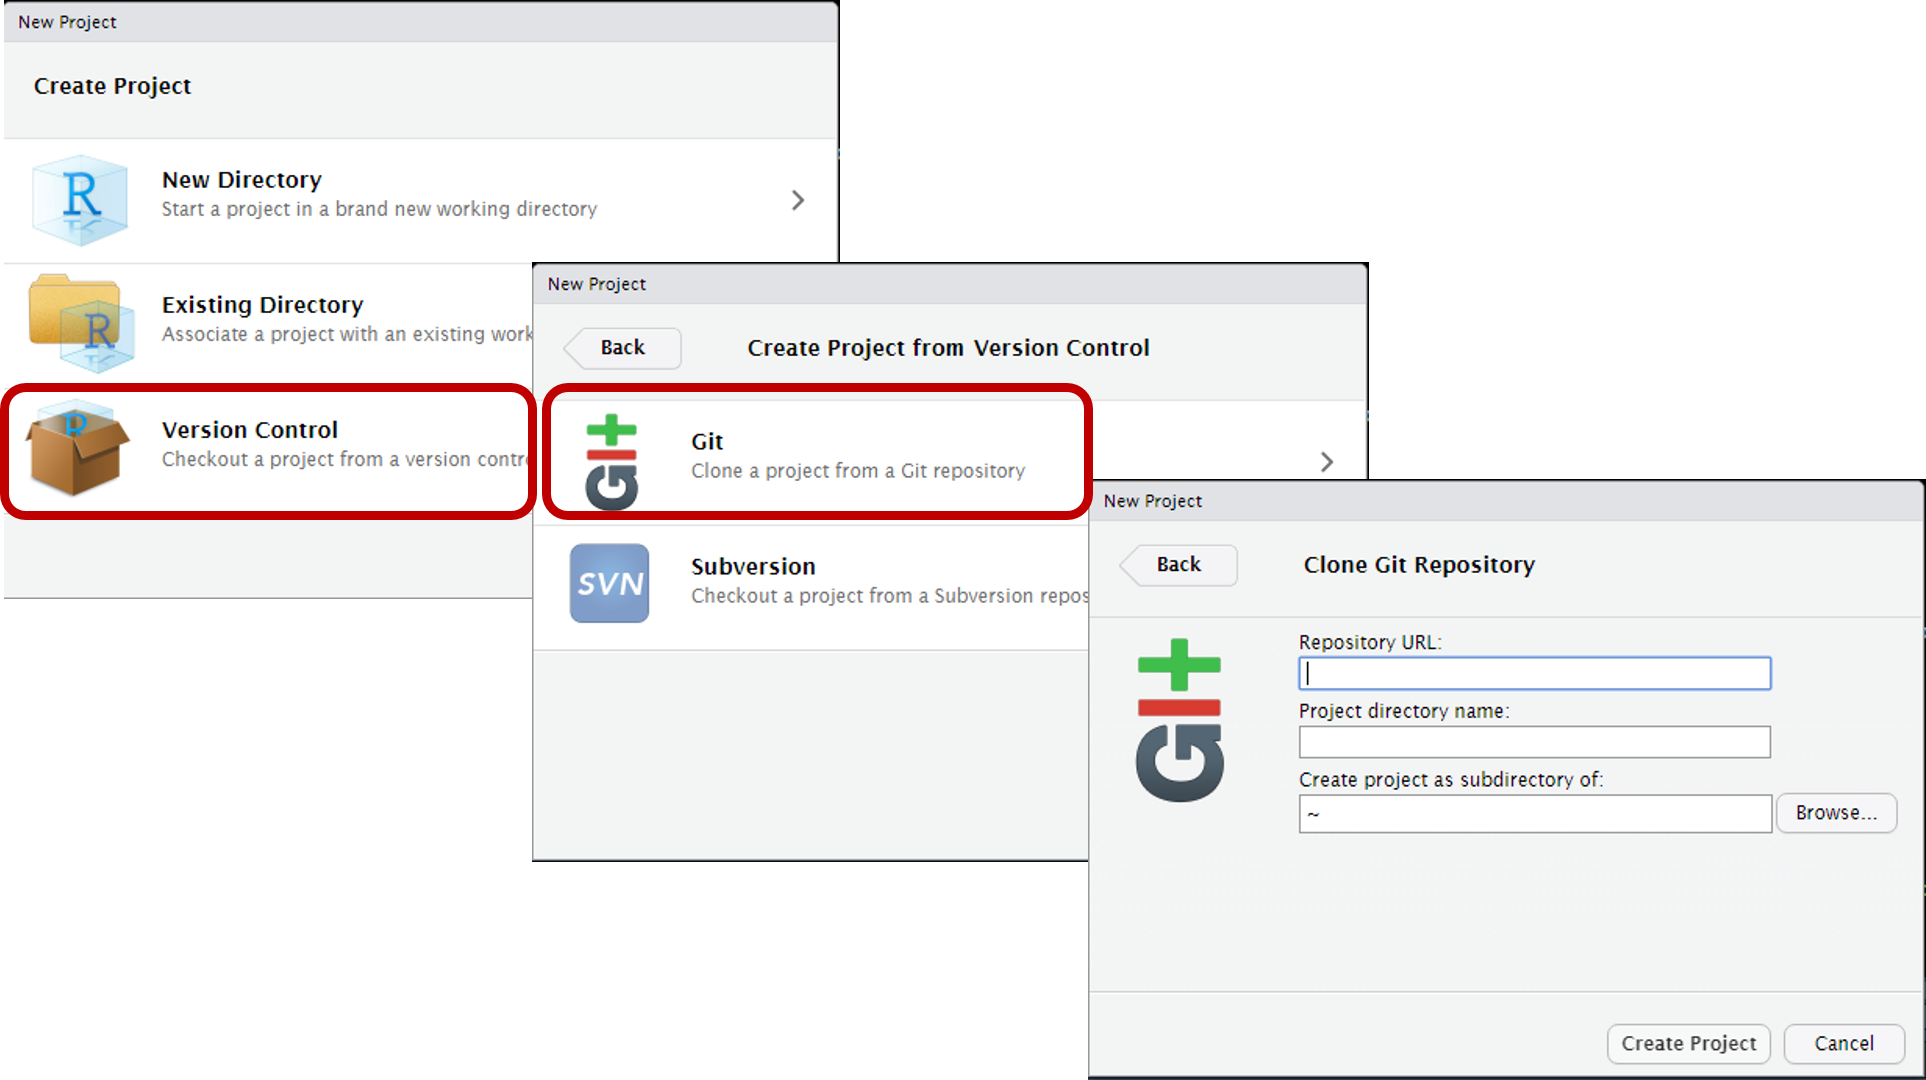 New Project
Create Project
R
New Directory
Start a project in a brand new working directory
R
Existing Directory
Associate a project with an existing work
R
Version Control
Checkout a project from a version contr
New Project
Back
Create Project from Version Control
Git
Git
Clone a project from a Git repository
SVN
Subversion
Checkout a project from a Subversion repos
New Project
Back
Clone Git Repository
Git
Repository URL:
Project directory name:
Create project as subdirectory of:
~
Browse...
Create Project
Cancel